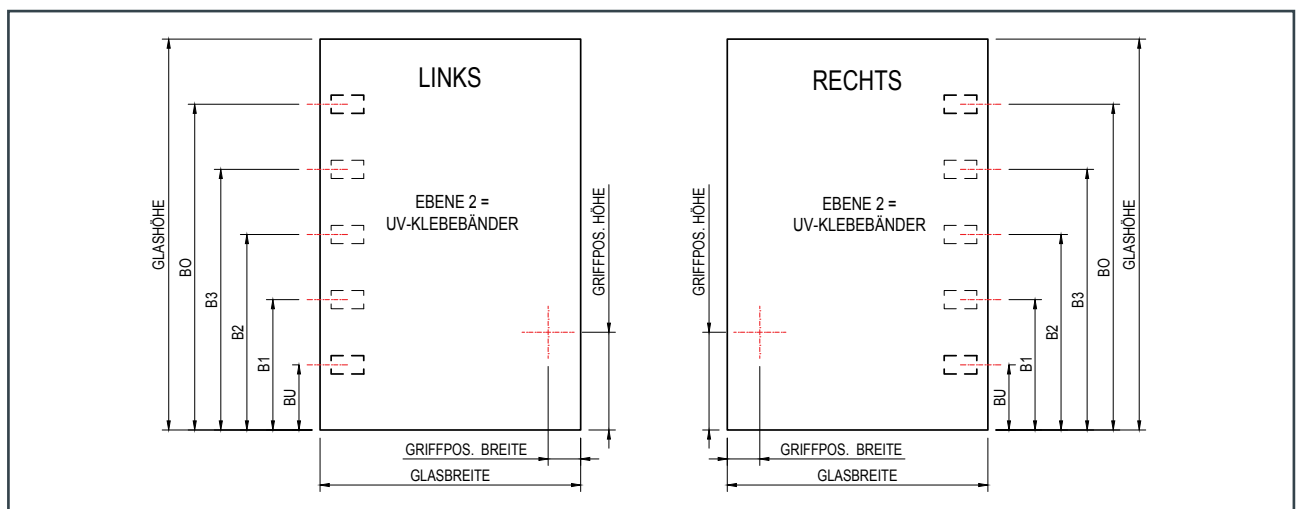 LINKS
EBENE 2 =
UV-KLEBEBÄNDER
GLASHÖHE
BO
B3
B2
B1
BU
GRIFFPOS. HÖHE
GRIFFPOS. BREITE
GLASBREITE
RECHTS
EBENE 2 =
UV-KLEBEBÄNDER
GRIFFPOS. HÖHE
BU
B1
B2
B3
BO
GLASHÖHE
GRIFFPOS. BREITE
GLASBREITE